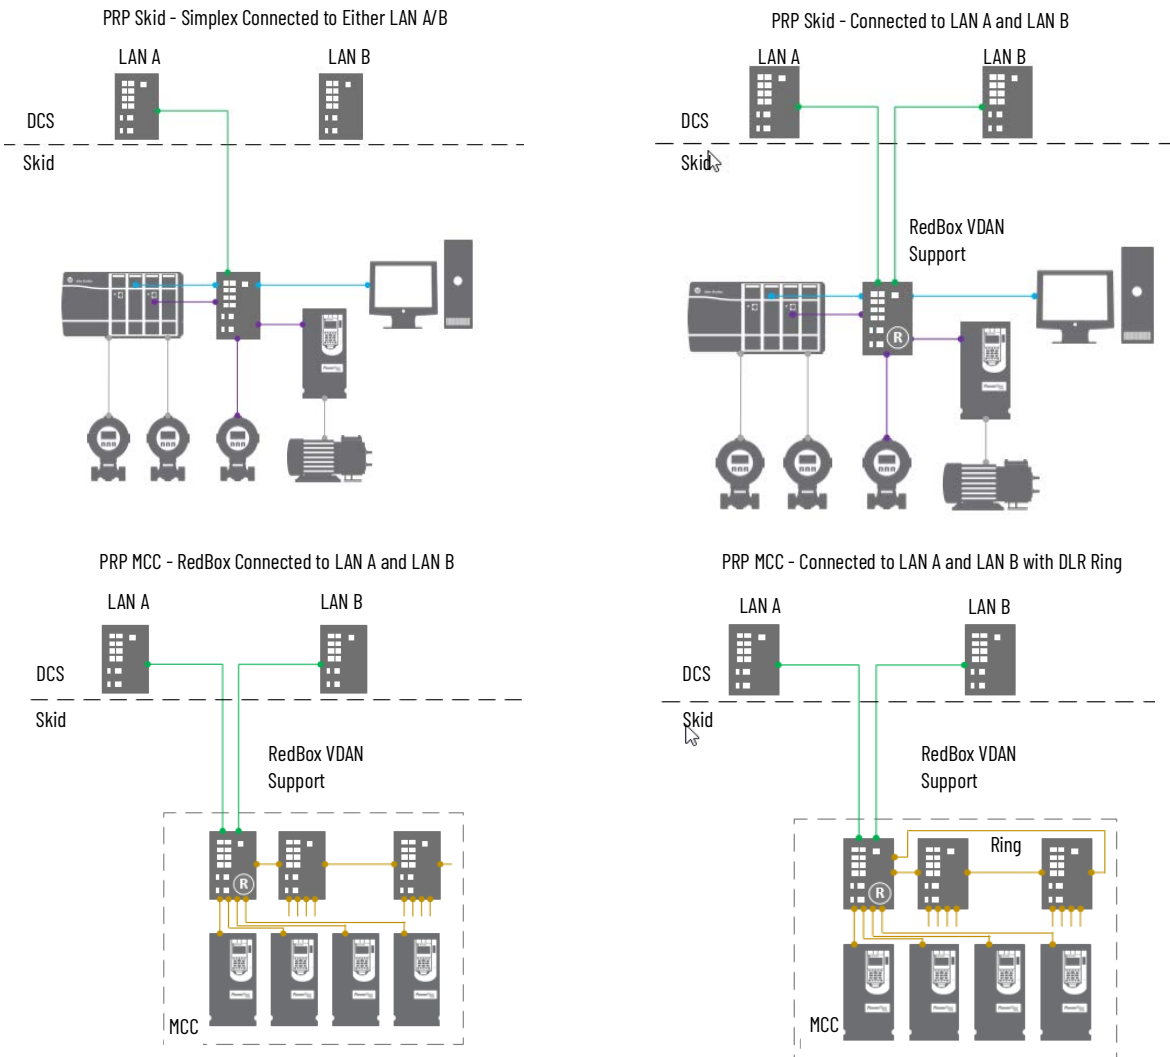 PRP Skid - Simplex Connected to Either LAN A/B
LAN A
LAN B
DCS
Skid
PRP Skid - Connected to LAN A and LAN B
LAN A
LAN B
DCS
Skid
RedBox VDAN
Support
R
PRP MCC - RedBox Connected to LAN A and LAN B
LAN A
LAN B
DCS
Skid
RedBox VDAN
Support
R
MCC
PRP MCC - Connected to LAN A and LAN B with DLR Ring
LAN A
LAN B
DCS
Skid
RedBox VDAN
Support
Ring
R
MCC